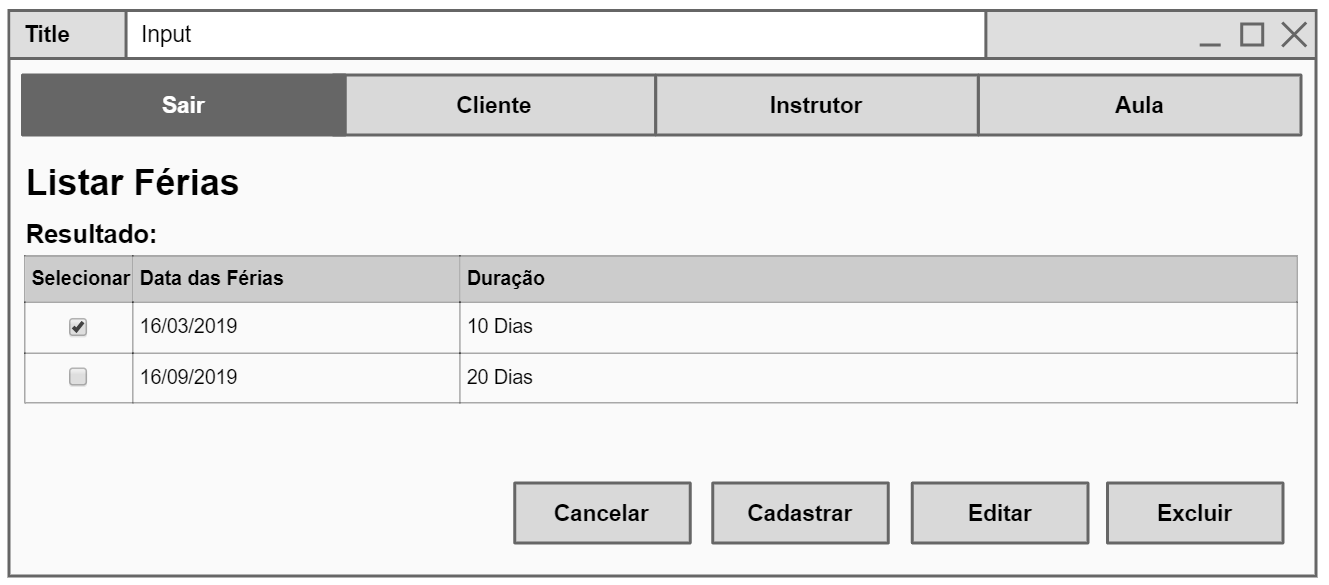 Title Input
Sair Cliente Instrutor Aula
Listar Férias
Resultado:
Selecionar Data das Férias Duração
16/03/2019 10 Dias
16/09/2019 20 Dias
Cancelar Cadastrar Editar Excluir